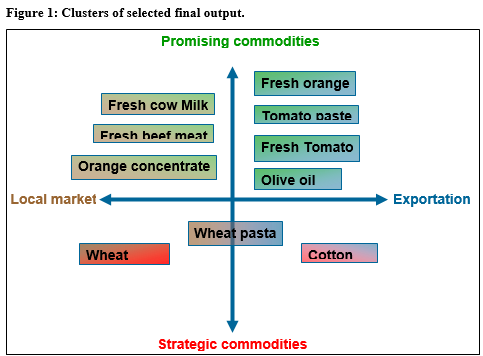 Figure 1: Clusters of selected final output.
Promising commodities
Fresh orange
Fresh cow Milk
Tomato paste
Fresh beef meat
Fresh Tomato
Orange concentrate
Olive oil
Local market
Exportation
Wheat pasta
Wheat
Cotton
Strategic commodities